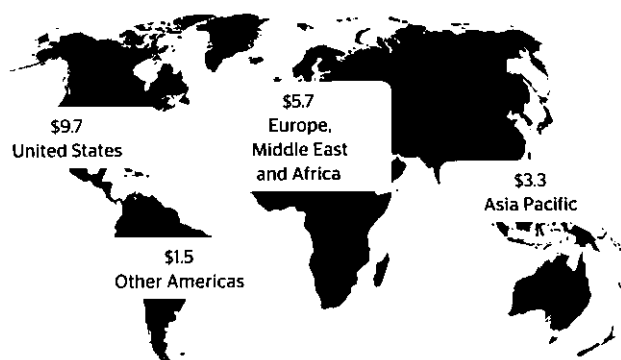 $9.7
United States
$5.7
Europe,
Middle East
and Africa
$3.3
Asia Pacific
$1.5
Other Americas